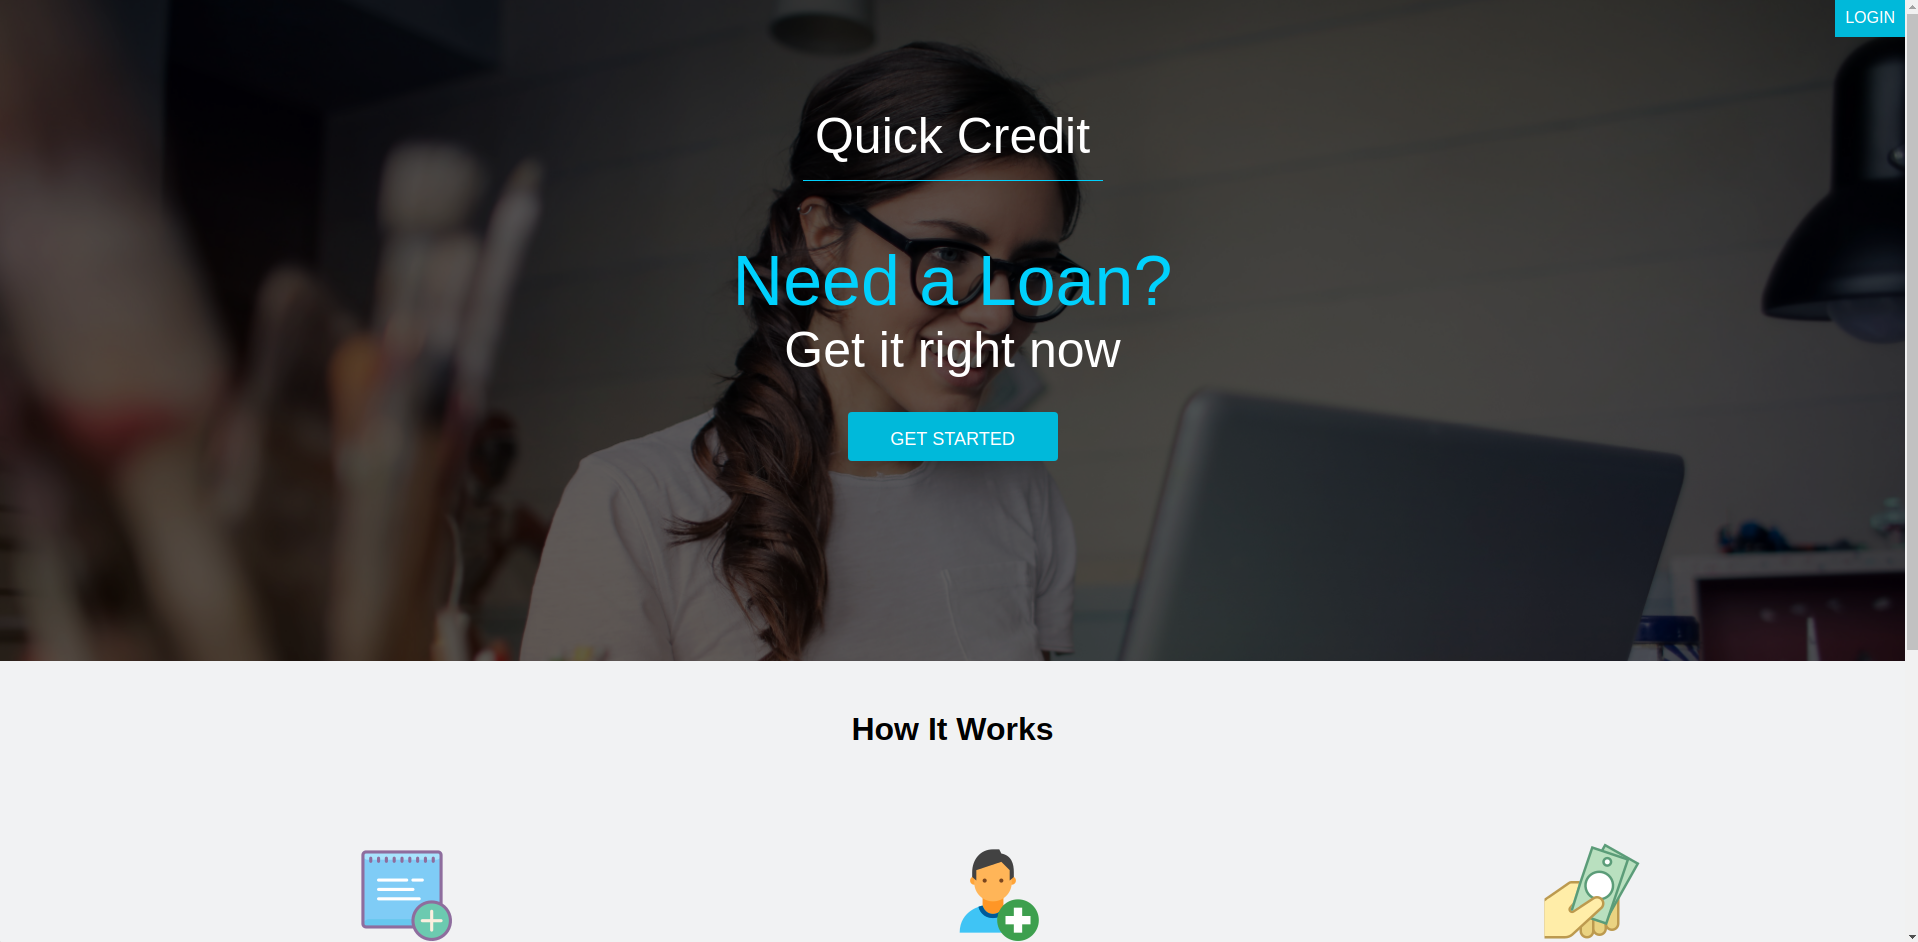 LOGIN
Quick Credit
Need a Loan?
Get it right now
GET STARTED
How It Works